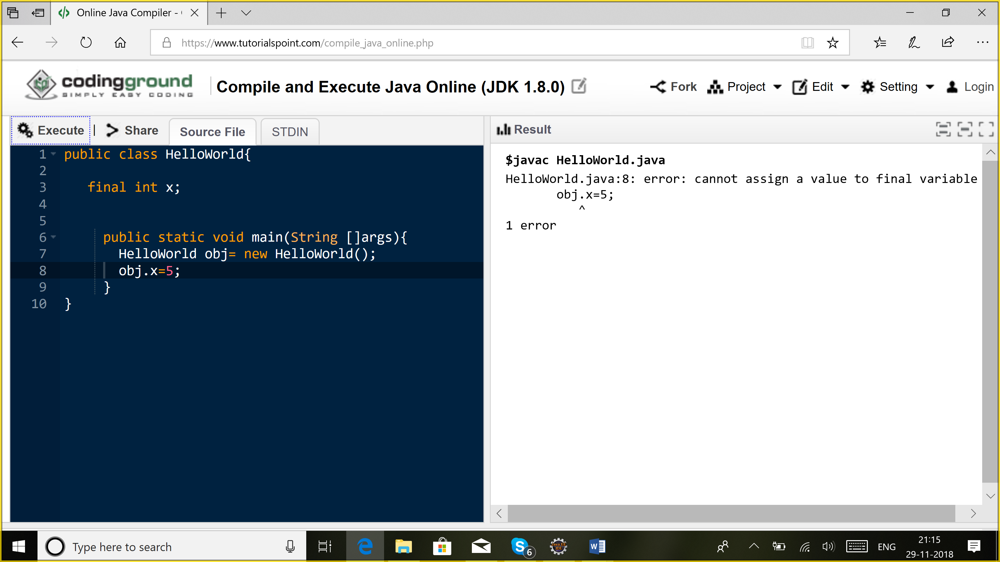 Online Java Compiler -
https://www.tutorialspoint.com/compile_java_online.php
codingground
SIMPLY EASY CODING
Compile and Execute Java Online (JDK 1.8.0)
Fork Project Edit Setting Login
Execute | Share Source File STDIN
Result
1 public class HelloWorld{
2
3 final int x;
4
5
6 public static void main(String []args){
7 HelloWorld obj= new HelloWorld();
8 obj.x=5;
9 }
10 }
$javac HelloWorld.java
HelloWorld.java:8: error: cannot assign a value to final variable
obj.x=5;
^
1 error
Type here to search
S 6
Java EE
IDE
W
ENG
21:15
29-11-2018